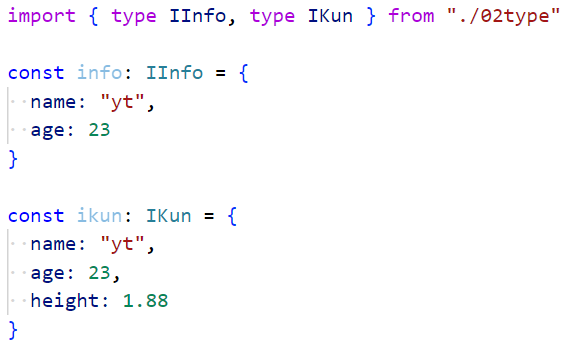 import { type IInfo, type IKun } from "./02type"
const info: IInfo = {
  name: "yt",
  age: 23
}
const ikun: IKun = {
  name: "yt",
  age: 23,
  height: 1.88
}